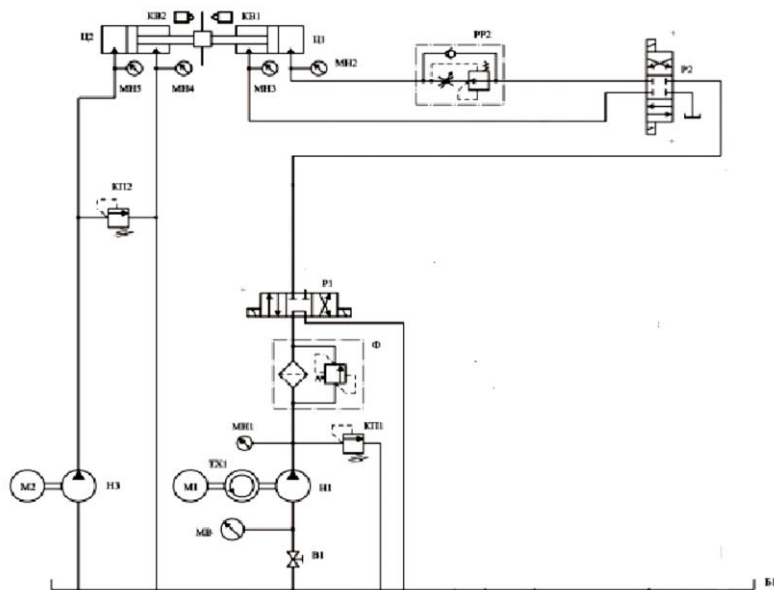 КВ2 КВ1
Ц2 Ц1
РР2
Р2
МН5 МН4 МН3 МН2
КП2
Р1
Ф
МН1 КП1
ТХ1
М2 Н3 М1 Н1
МВ
В1
Б1